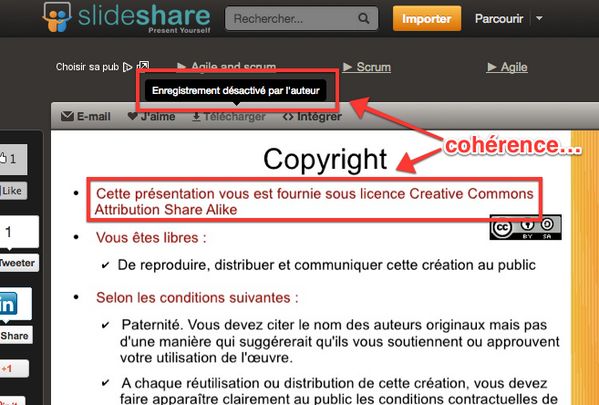 slideshare
Present Yourself
Rechercher...
Importer
Parcourir
Choisir sa pub
Agile and scrum
Scrum
Agile
Enregistrement désactivé par l'auteur
E-mail
J'aime
Télécharger
Intégrer
cohérence...
Copyright
1
Like
• Cette présentation vous est fournie sous licence Creative Commons
Attribution Share Alike
cc
BY SA
1
Tweeter
• Vous êtes libres :
✓ De reproduire, distribuer et communiquer cette création au public
in
Share
• Selon les conditions suivantes :
✓ Paternité. Vous devez citer le nom des auteurs originaux mais pas
d'une manière qui suggérerait qu'ils vous soutiennent ou approuvent
votre utilisation de l'œuvre.
+1
✓ A chaque réutilisation ou distribution de cette création, vous devez
faire apparaître clairement au public les conditions contractuelles de